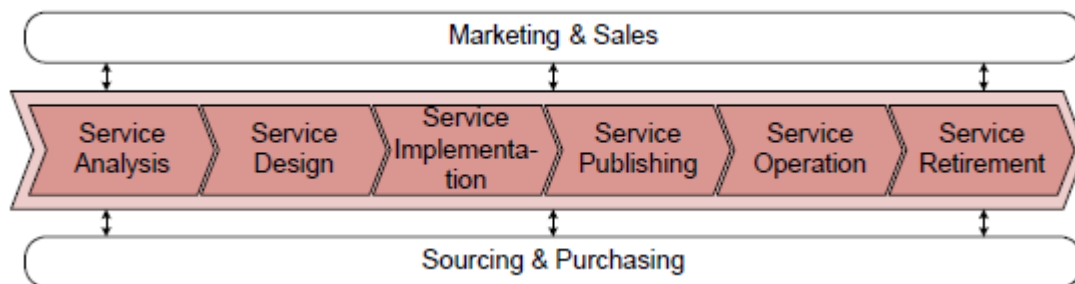 Marketing & Sales
Service
Analysis
Service
Design
Service
Implementa-
tion
Service
Publishing
Service
Operation
Service
Retirement
Sourcing & Purchasing